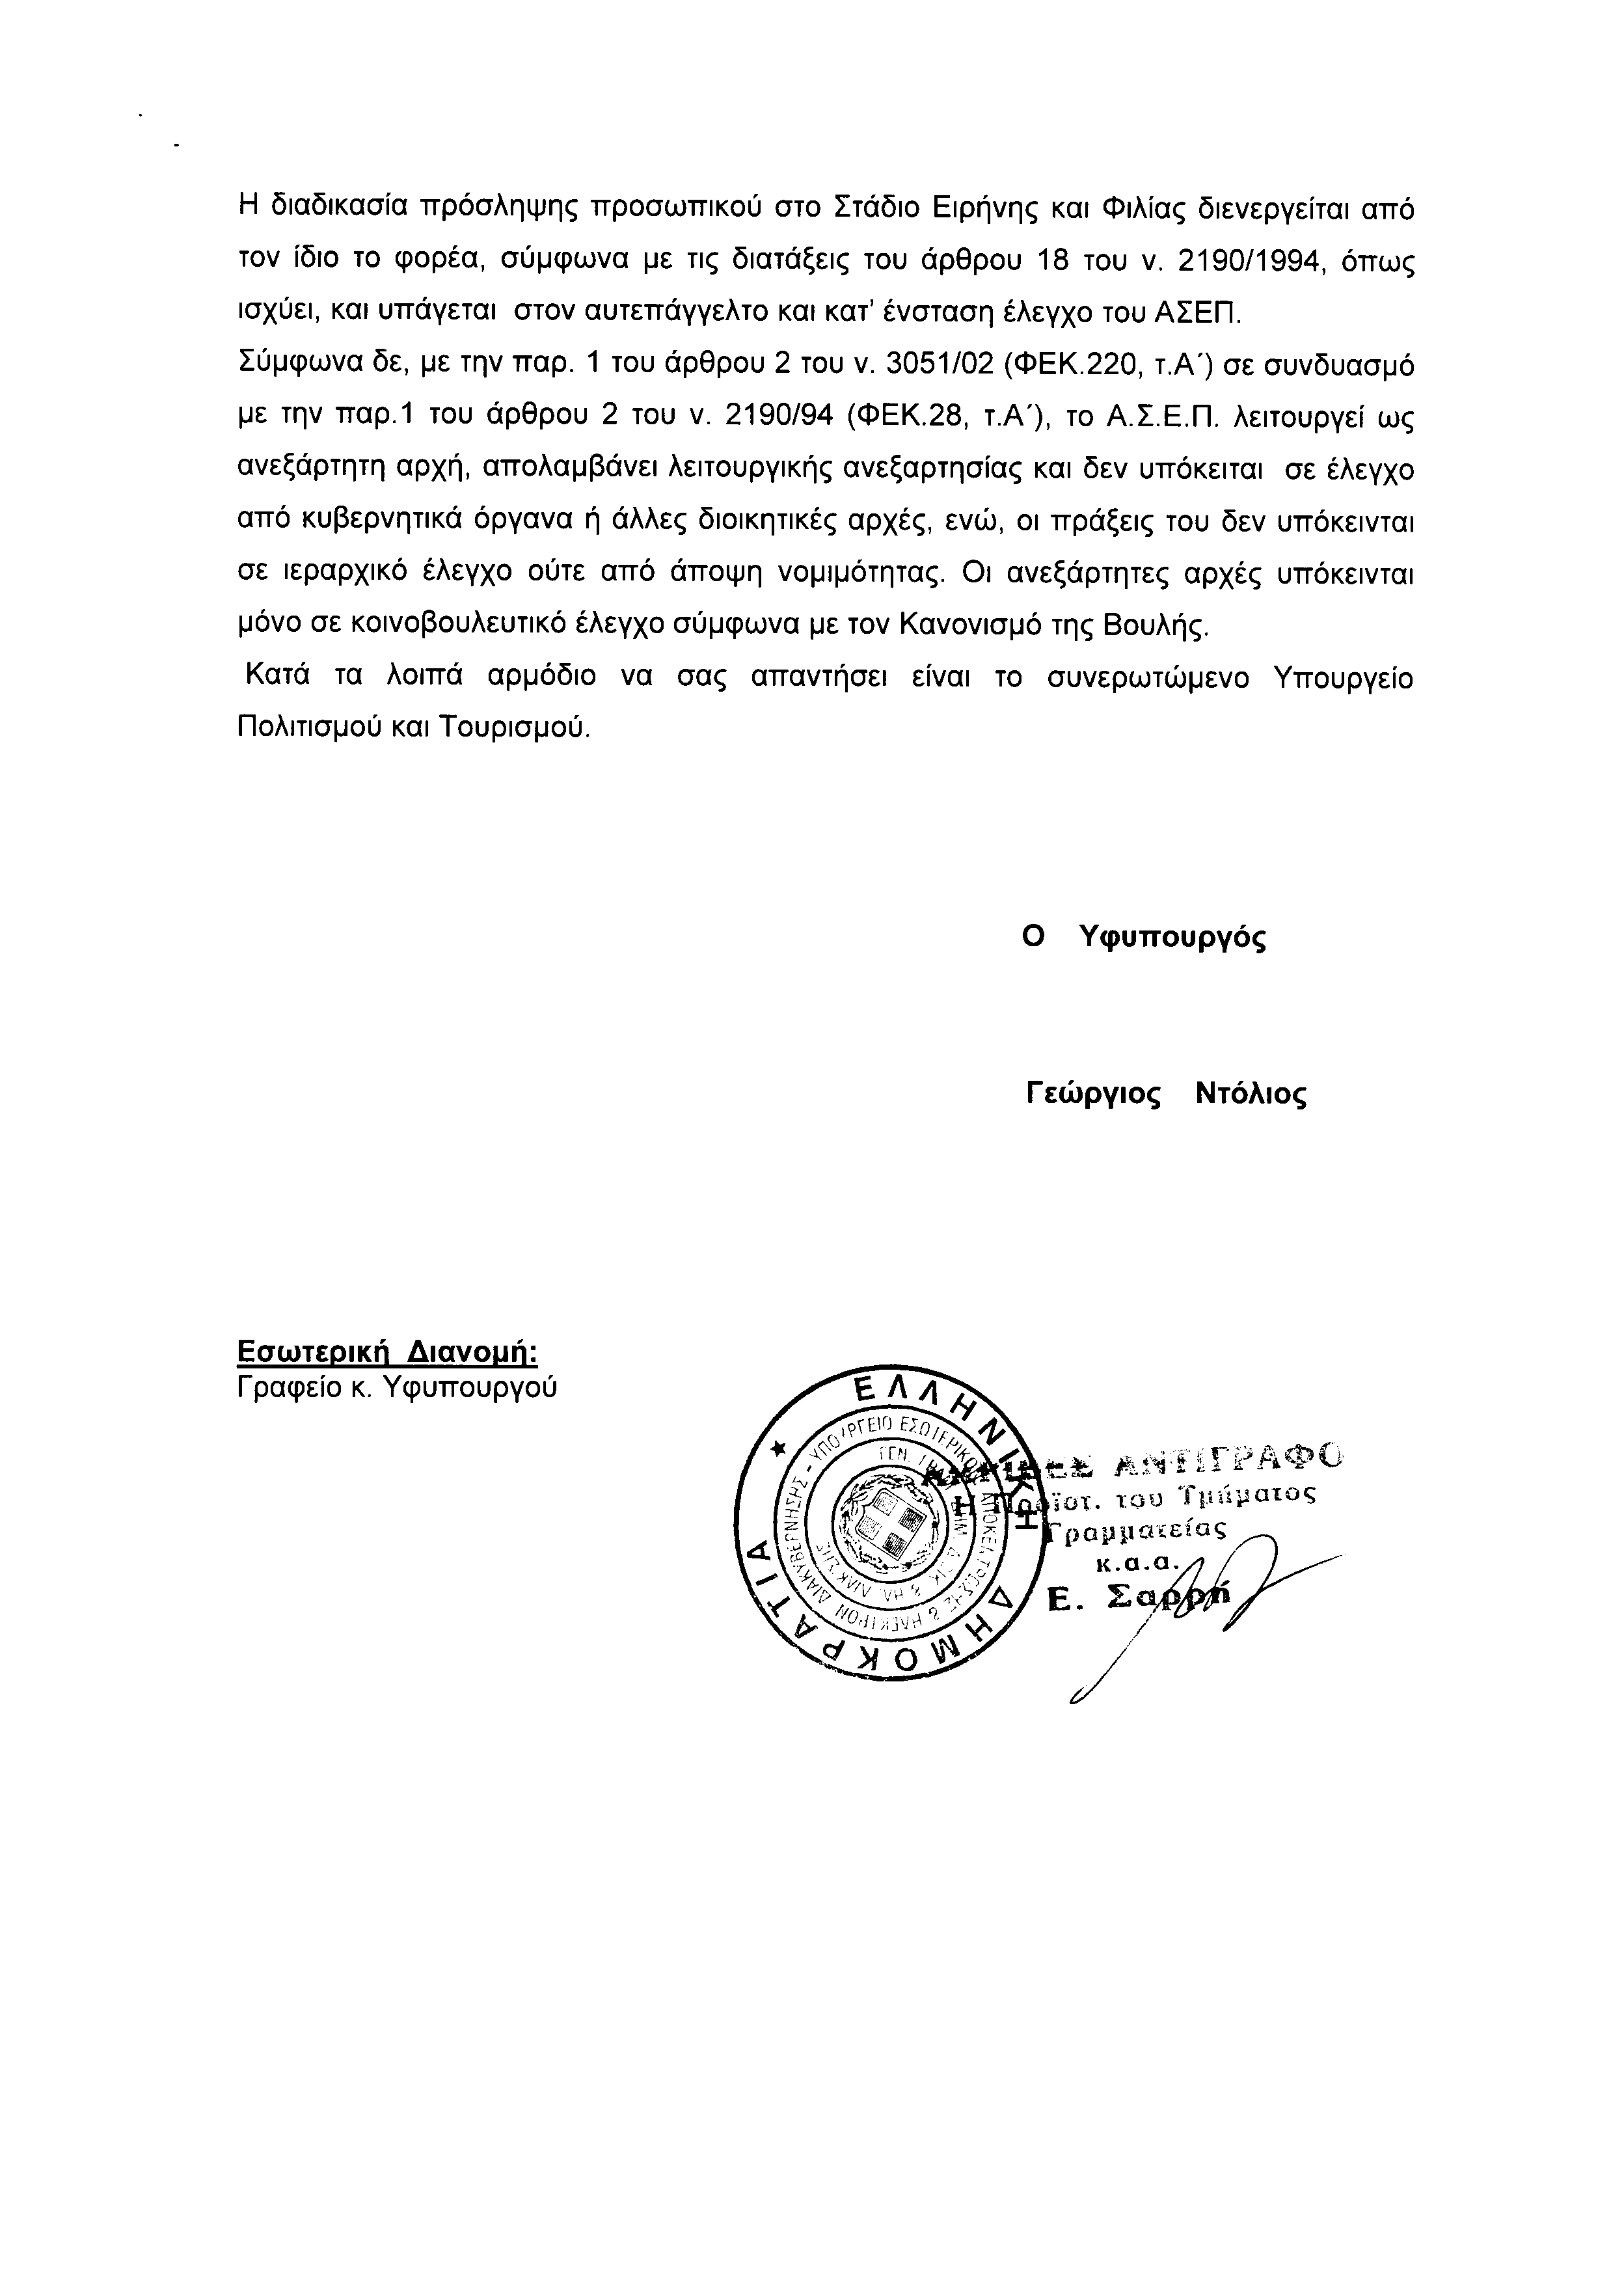 Η διαδικασία πρόσληψης προσωπικού στο Στάδιο Ειρήνης και Φιλίας διενεργείται από
τον ίδιο το φορέα, σύμφωνα με τις διατάξεις του άρθρου 18 του ν. 2190/1994, όπως
ισχύει, και υπάγεται στον αυτεπάγγελτο και κατ’ ένσταση έλεγχο του ΑΣΕΠ.
Σύμφωνα δε, με την παρ. 1 του άρθρου 2 του ν. 3051/02 (ΦΕΚ.220, τ.Α΄) σε συνδυασμό
με την παρ.1 του άρθρου 2 του ν. 2190/94 (ΦΕΚ.28, τ.Α΄), το Α.Σ.Ε.Π. λειτουργεί ως
ανεξάρτητη αρχή, απολαμβάνει λειτουργικής ανεξαρτησίας και δεν υπόκειται σε έλεγχο
από κυβερνητικά όργανα ή άλλες διοικητικές αρχές, ενώ, οι πράξεις του δεν υπόκεινται
σε ιεραρχικό έλεγχο ούτε από άποψη νομιμότητας. Οι ανεξάρτητες αρχές υπόκεινται
μόνο σε κοινοβουλευτικό έλεγχο σύμφωνα με τον Κανονισμό της Βουλής.
Κατά τα λοιπά αρμόδιο να σας απαντήσει είναι το συνερωτώμενο Υπουργείο
Πολιτισμού και Τουρισμού.
Ο Υφυπουργός
Γεώργιος Ντόλιος
Εσωτερική Διανομή:
Γραφείο κ. Υφυπουργού
ΕΛΛΗΝΙΚΗ ΔΗΜΟΚΡΑΤΙΑ
ΑΚΡΙΒΕΣ ΑΝΤΙΓΡΑΦΟ
Η Προϊστ. του Τμήματος
Γραμματείας
κ.α.α.
Ε. Σαρρή